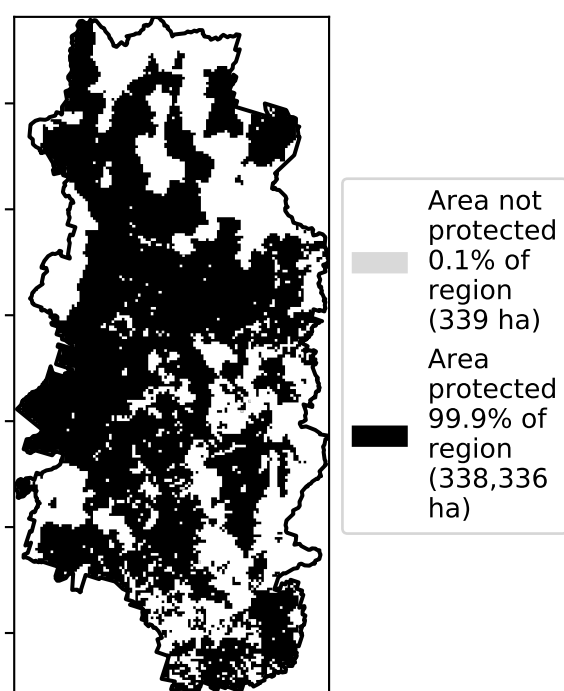 Area not
protected
0.1% of
region
(339 ha)
Area
protected
99.9% of
region
(338,336
ha)